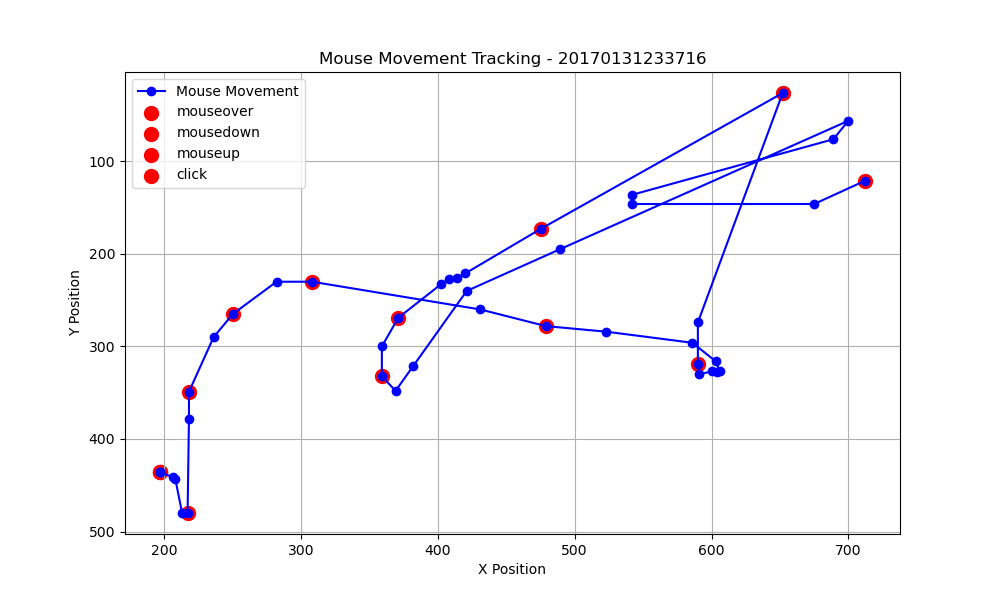 Mouse Movement Tracking - 20170131233716
Mouse Movement
mouseover
mousedown
mouseup
click
100
200
300
400
500
Y Position
200 300 400 500 600 700
X Position